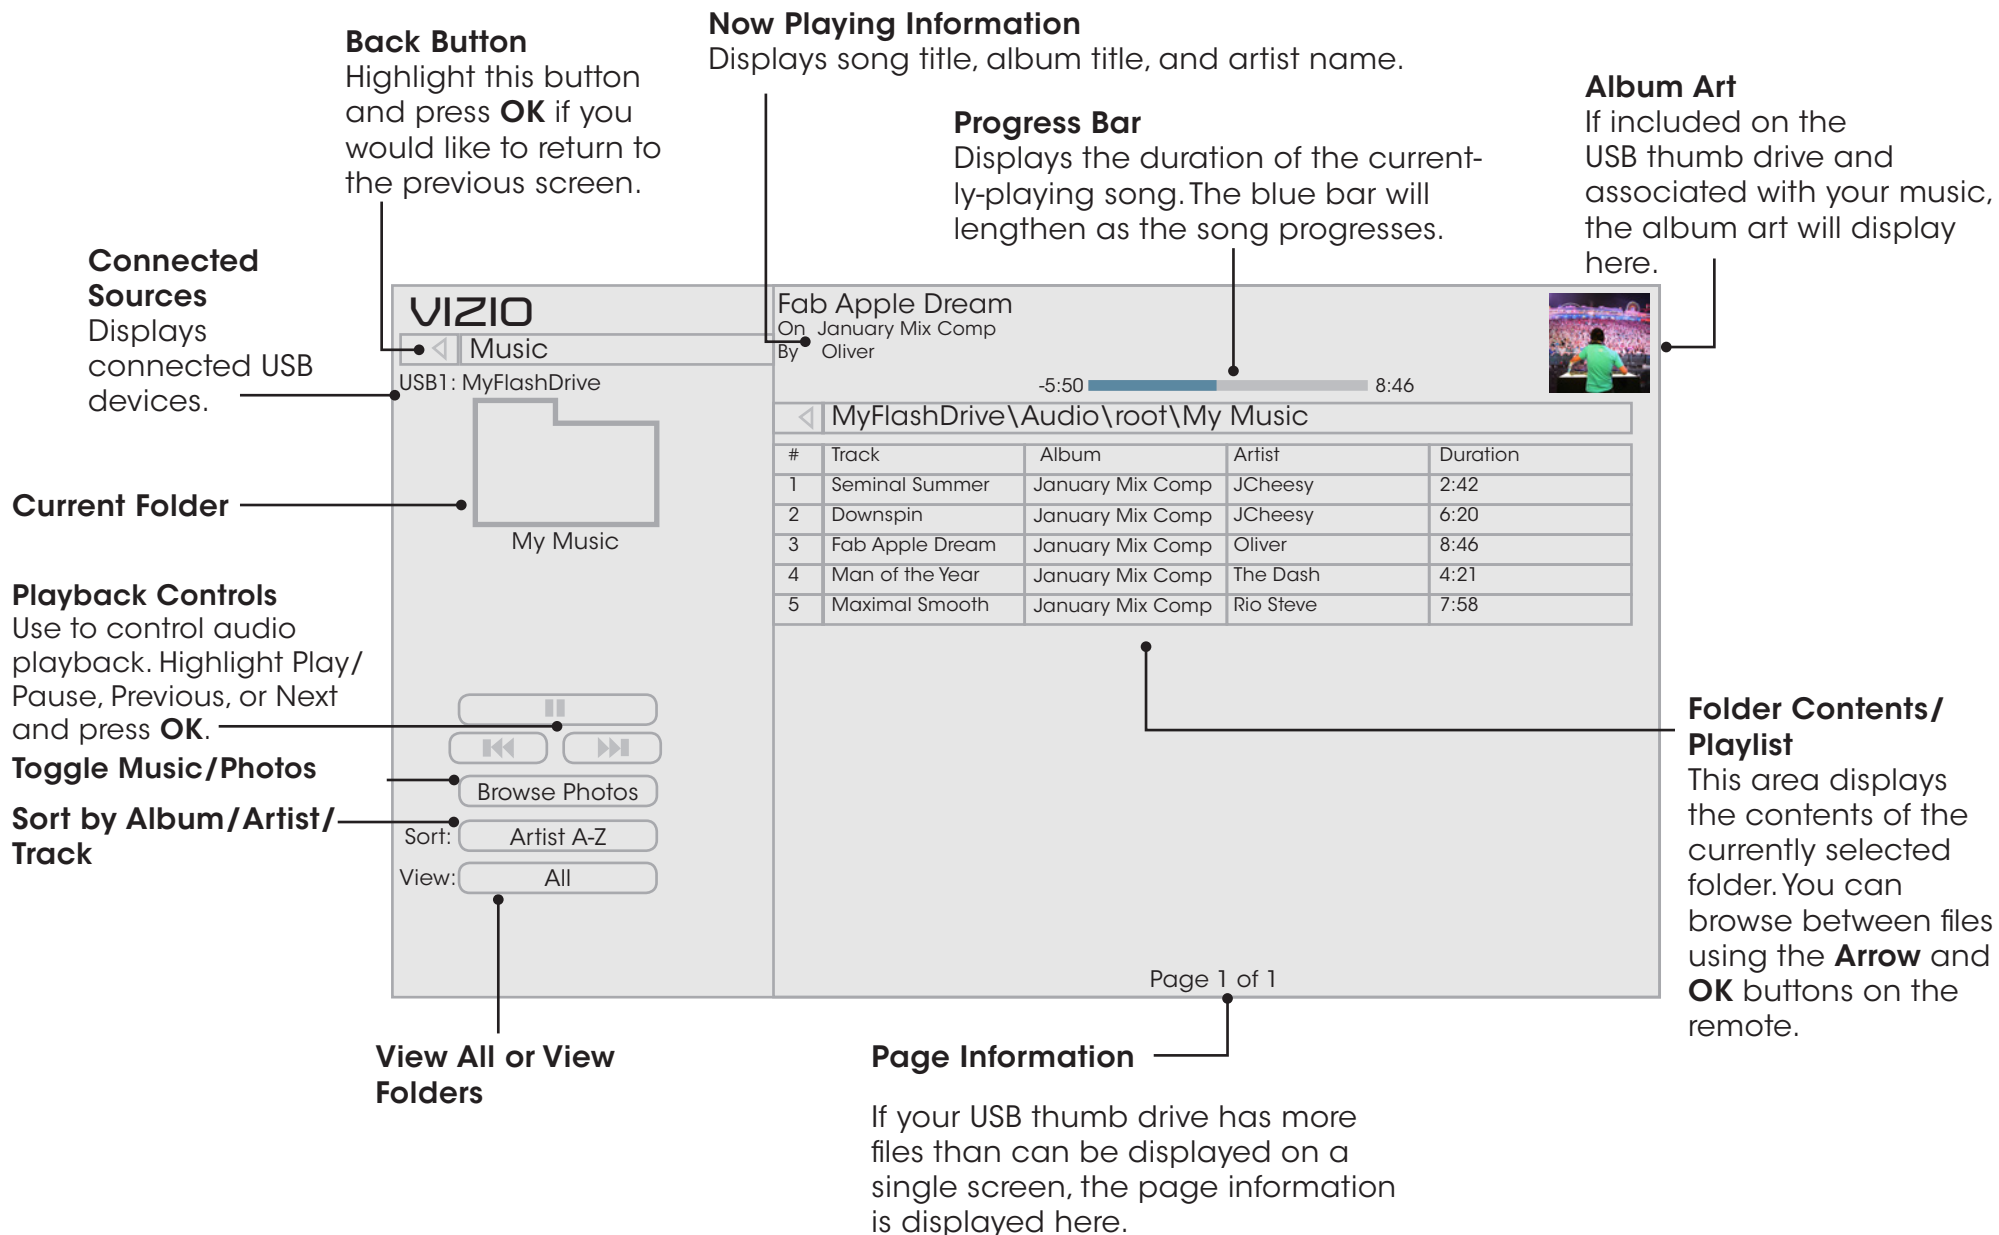 Back Button
Highlight this button
and press OK if you
would like to return to
the previous screen.
Now Playing Information
Displays song title, album title, and artist name.
Progress Bar
Displays the duration of the current-
ly-playing song. The blue bar will
lengthen as the song progresses.
Album Art
If included on the
USB thumb drive and
associated with your music,
the album art will display
here.
Connected
Sources
Displays
connected USB
devices.
Current Folder
Playback Controls
Use to control audio
playback. Highlight Play/
Pause, Previous, or Next
and press OK.
Toggle Music/Photos
Sort by Album/Artist/
Track
VIZIO
Music
USB1: MyFlashDrive
My Music
Browse Photos
Sort: Artist A-Z
View: All
Fab Apple Dream
On January Mix Comp
By Oliver
-5:50 8:46
MyFlashDrive\Audio\root\My Music
# Track Album Artist Duration
1 Seminal Summer January Mix Comp JCheesy 2:42
2 Downspin January Mix Comp JCheesy 6:20
3 Fab Apple Dream January Mix Comp Oliver 8:46
4 Man of the Year January Mix Comp The Dash 4:21
5 Maximal Smooth January Mix Comp Rio Steve 7:58
Page 1 of 1
Folder Contents/
Playlist
This area displays
the contents of the
currently selected
folder. You can
browse between files
using the Arrow and
OK buttons on the
remote.
View All or View
Folders
Page Information
If your USB thumb drive has more
files than can be displayed on a
single screen, the page information
is displayed here.